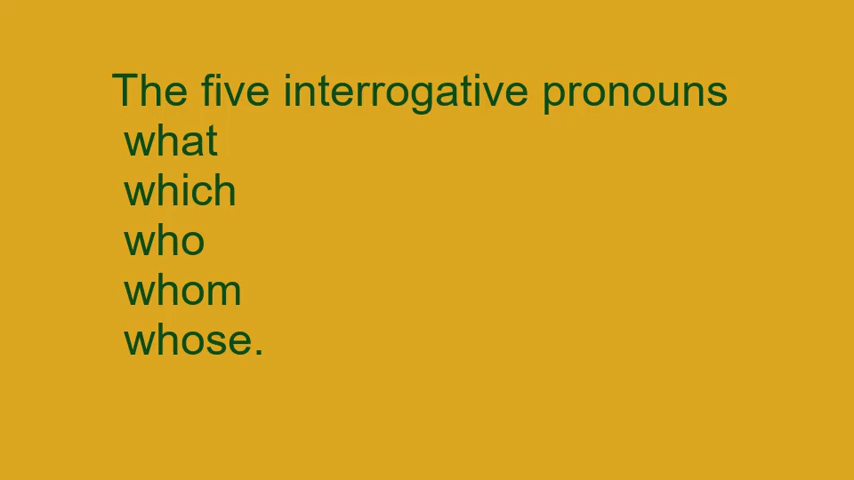 The five interrogative pronouns
what
which
who
whom
whose.